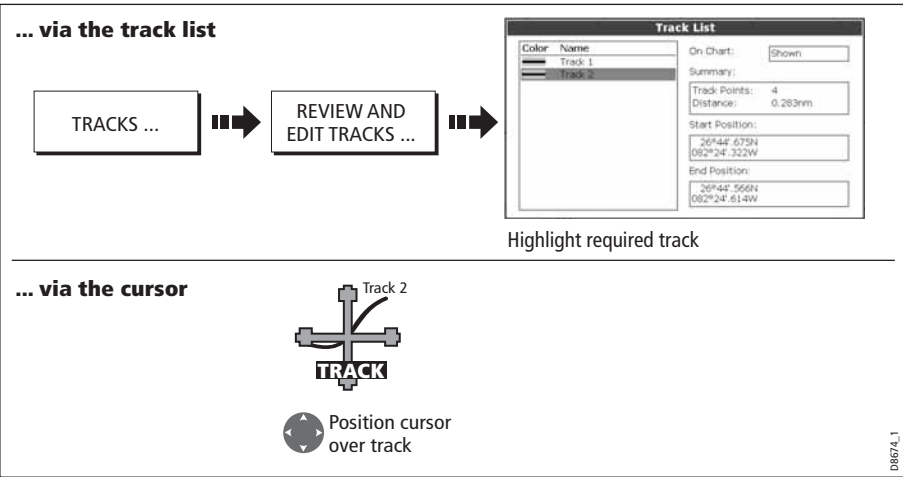 ... via the track list
TRACKS ...
REVIEW AND
EDIT TRACKS ...
Track List
Color Name
Track 1
Track 2
On Chart: Shown
Summary:
Track Points: 4
Distance: 0.283nm
Start Position:
26°44'.675N
082°24'.322W
End Position:
26°44'.566N
082°24'.614W
Highlight required track
... via the cursor
Track 2
TRACK
Position cursor
over track
D8674_1